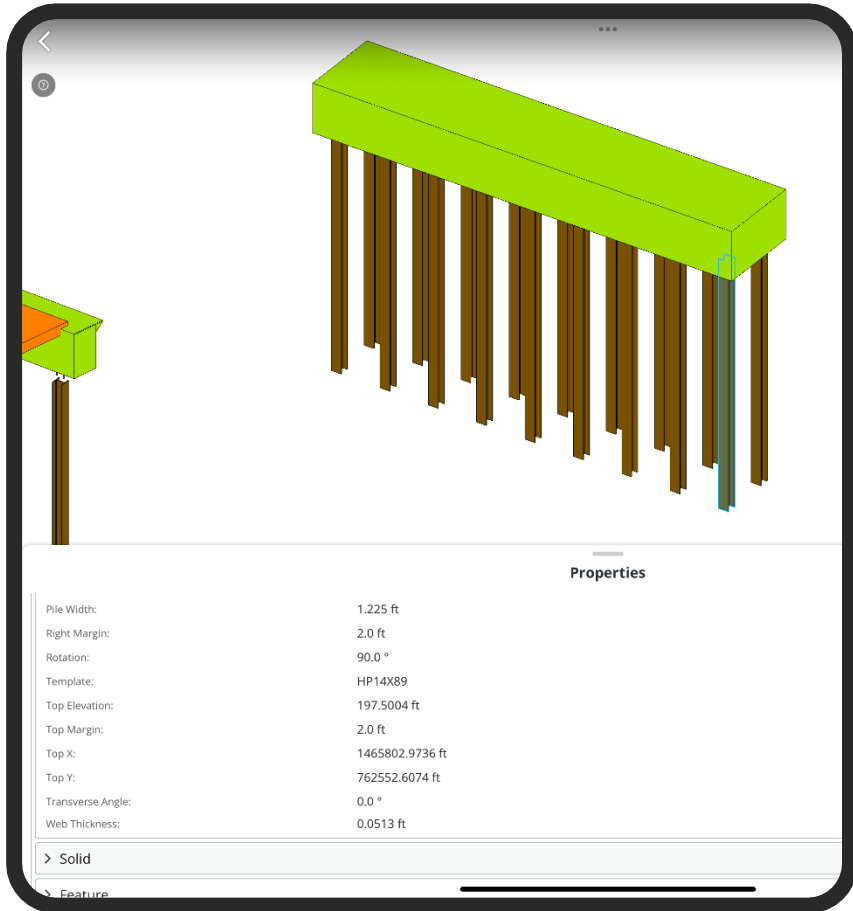 Properties
Pile Width: 1.225 ft
Right Margin: 2.0 ft
Rotation: 90.0 °
Template: HP14X89
Top Elevation: 197.5004 ft
Top Margin: 2.0 ft
Top X: 1465802.9736 ft
Top Y: 762552.6074 ft
Transverse Angle: 0.0 °
Web Thickness: 0.0513 ft
Solid
Feature